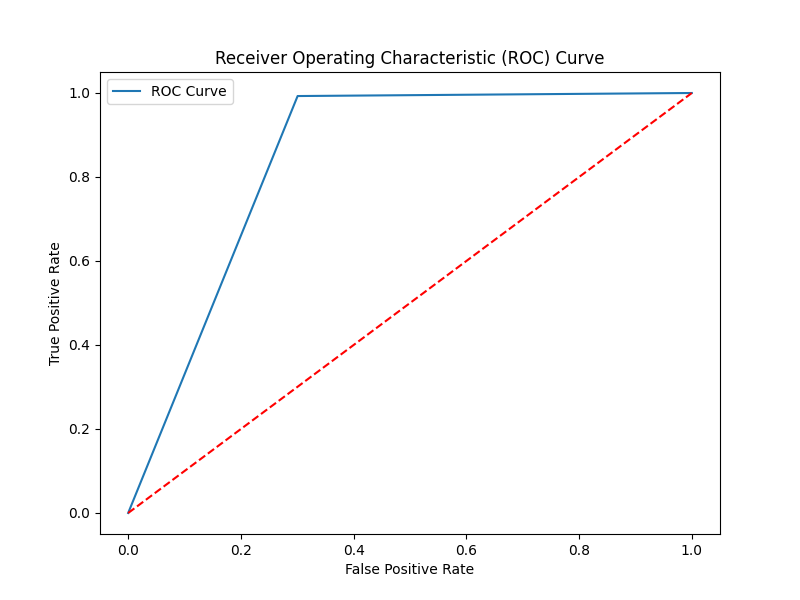 Receiver Operating Characteristic (ROC) Curve
ROC Curve
1.0
0.8
0.6
0.4
0.2
0.0
True Positive Rate
0.0 0.2 0.4 0.6 0.8 1.0
False Positive Rate